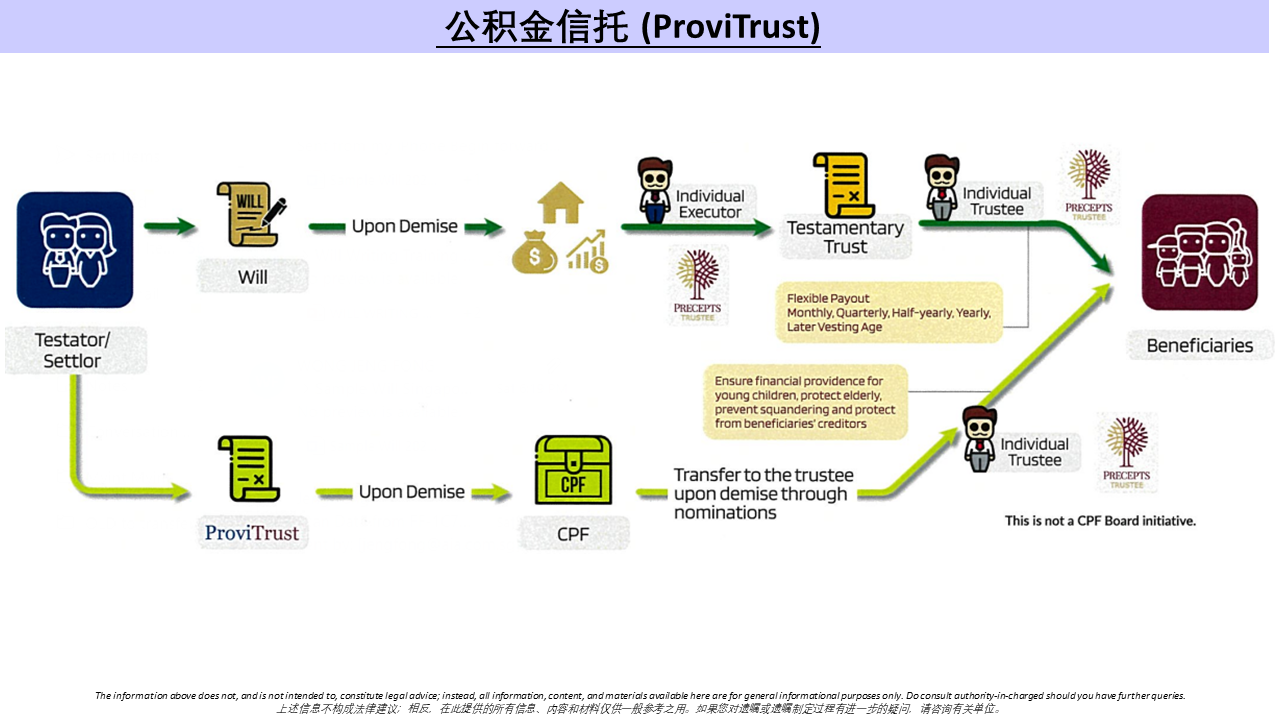 公积金信托 (ProviTrust)
WILL
Will
Upon Demise
Individual
Executor
PRECEPTS
TRUSTEE
Testamentary
Trust
Individual
Trustee
PRECEPTS
TRUSTEE
Flexible Payout
Monthly, Quarterly, Half-yearly, Yearly,
Later Vesting Age
Testator/
Settlor
Beneficiaries
Ensure financial providence for
young children, protect elderly,
prevent squandering and protect
from beneficiaries' creditors
ProviTrust
Upon Demise
CPF
CPF
Transfer to the trustee
upon demise through
nominations
Individual
Trustee
PRECEPTS
TRUSTEE
This is not a CPF Board initiative.
The information above does not, and is not intended to, constitute legal advice; instead, all information, content, and materials available here are for general informational purposes only. Do consult authority-in-charged should you have further queries.
上述信息不构成法律建议；相反，在此提供的所有信息、内容和材料仅供一般参考之用。如果您对遗嘱或遗嘱制定过程有进一步的疑问，请咨询有关单位。